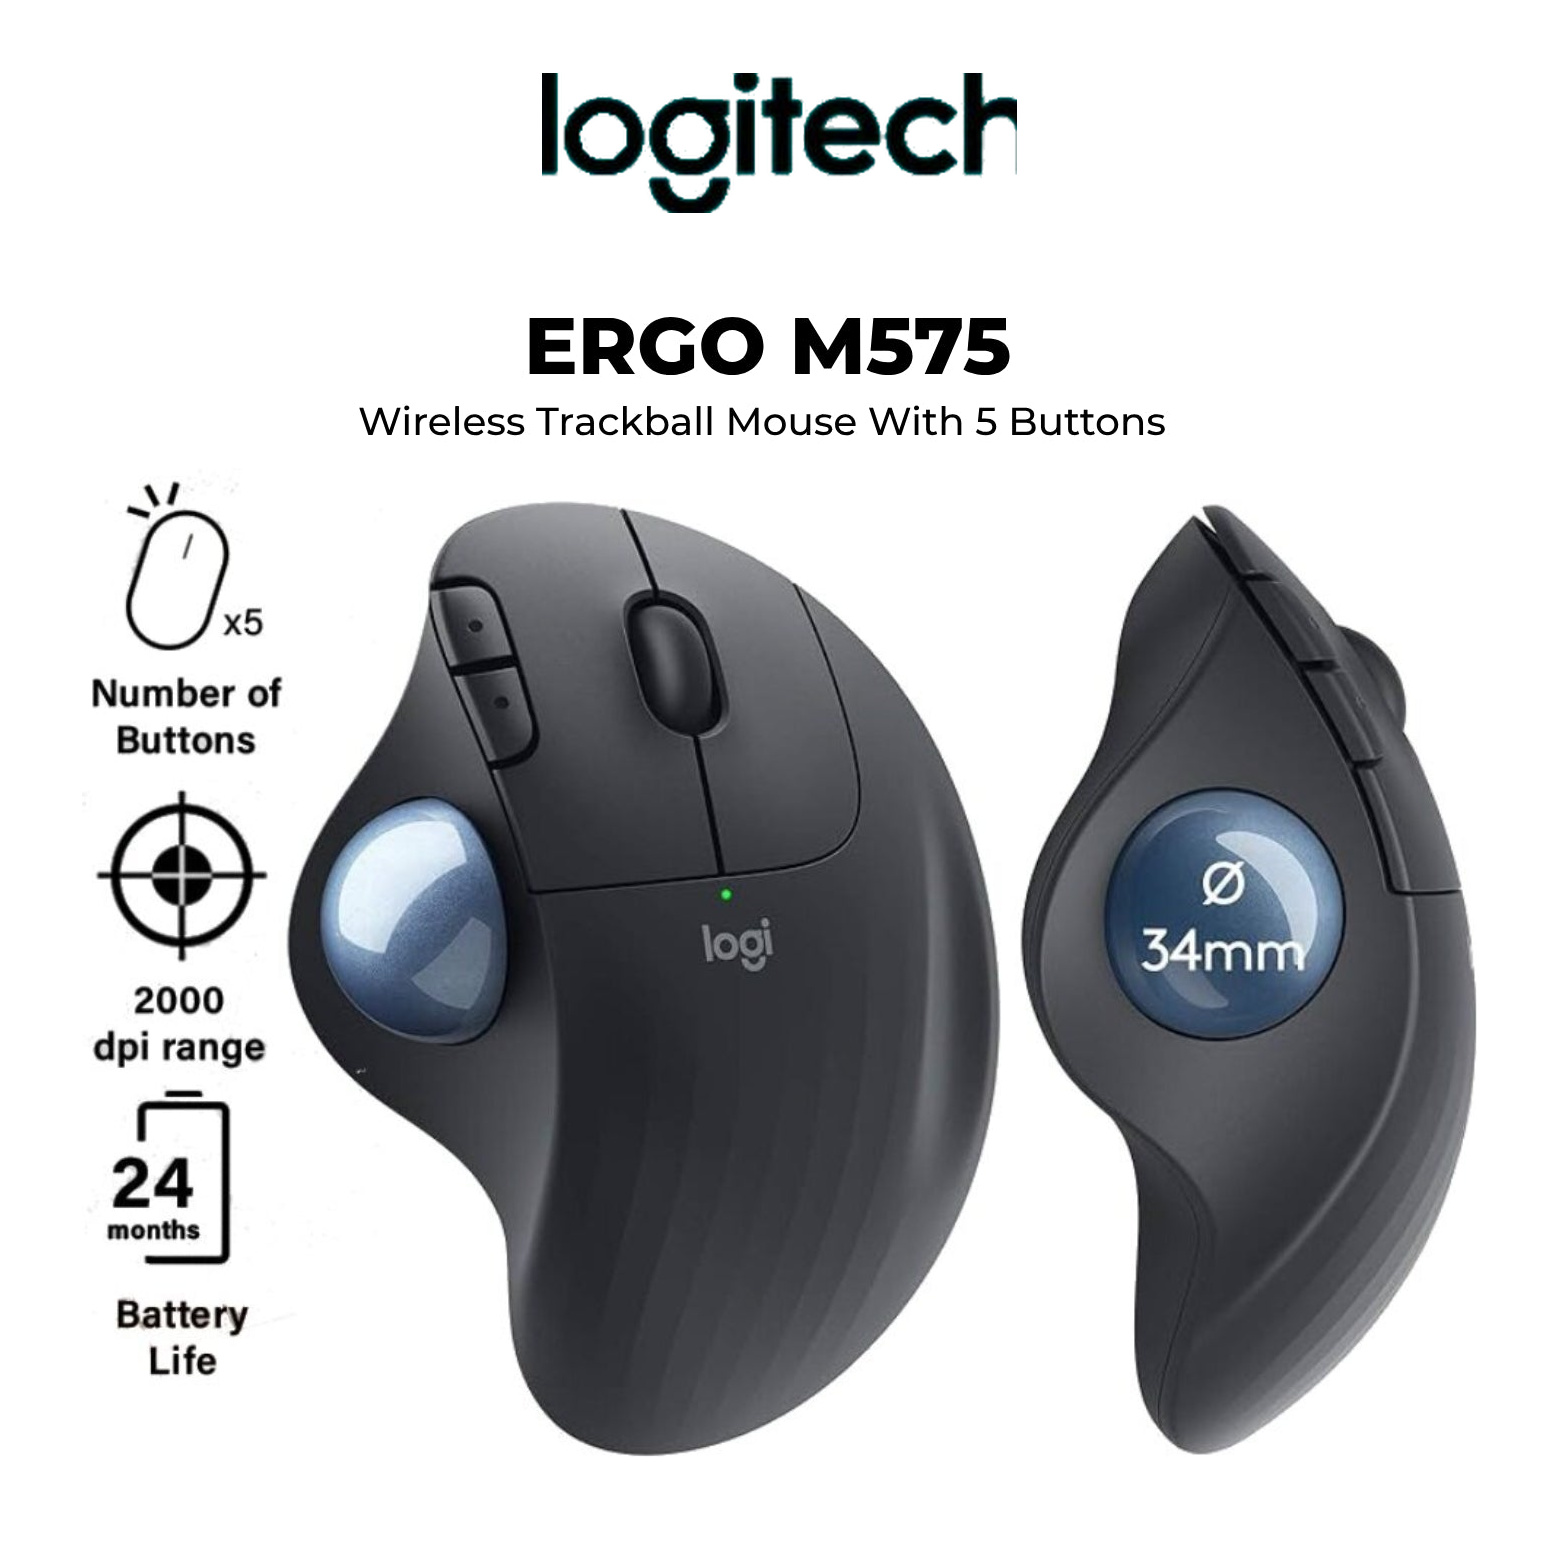 logitech
ERGO M575
Wireless Trackball Mouse With 5 Buttons
x5
Number of
Buttons
2000
dpi range
24
months
Battery
Life
logi
Ø
34mm